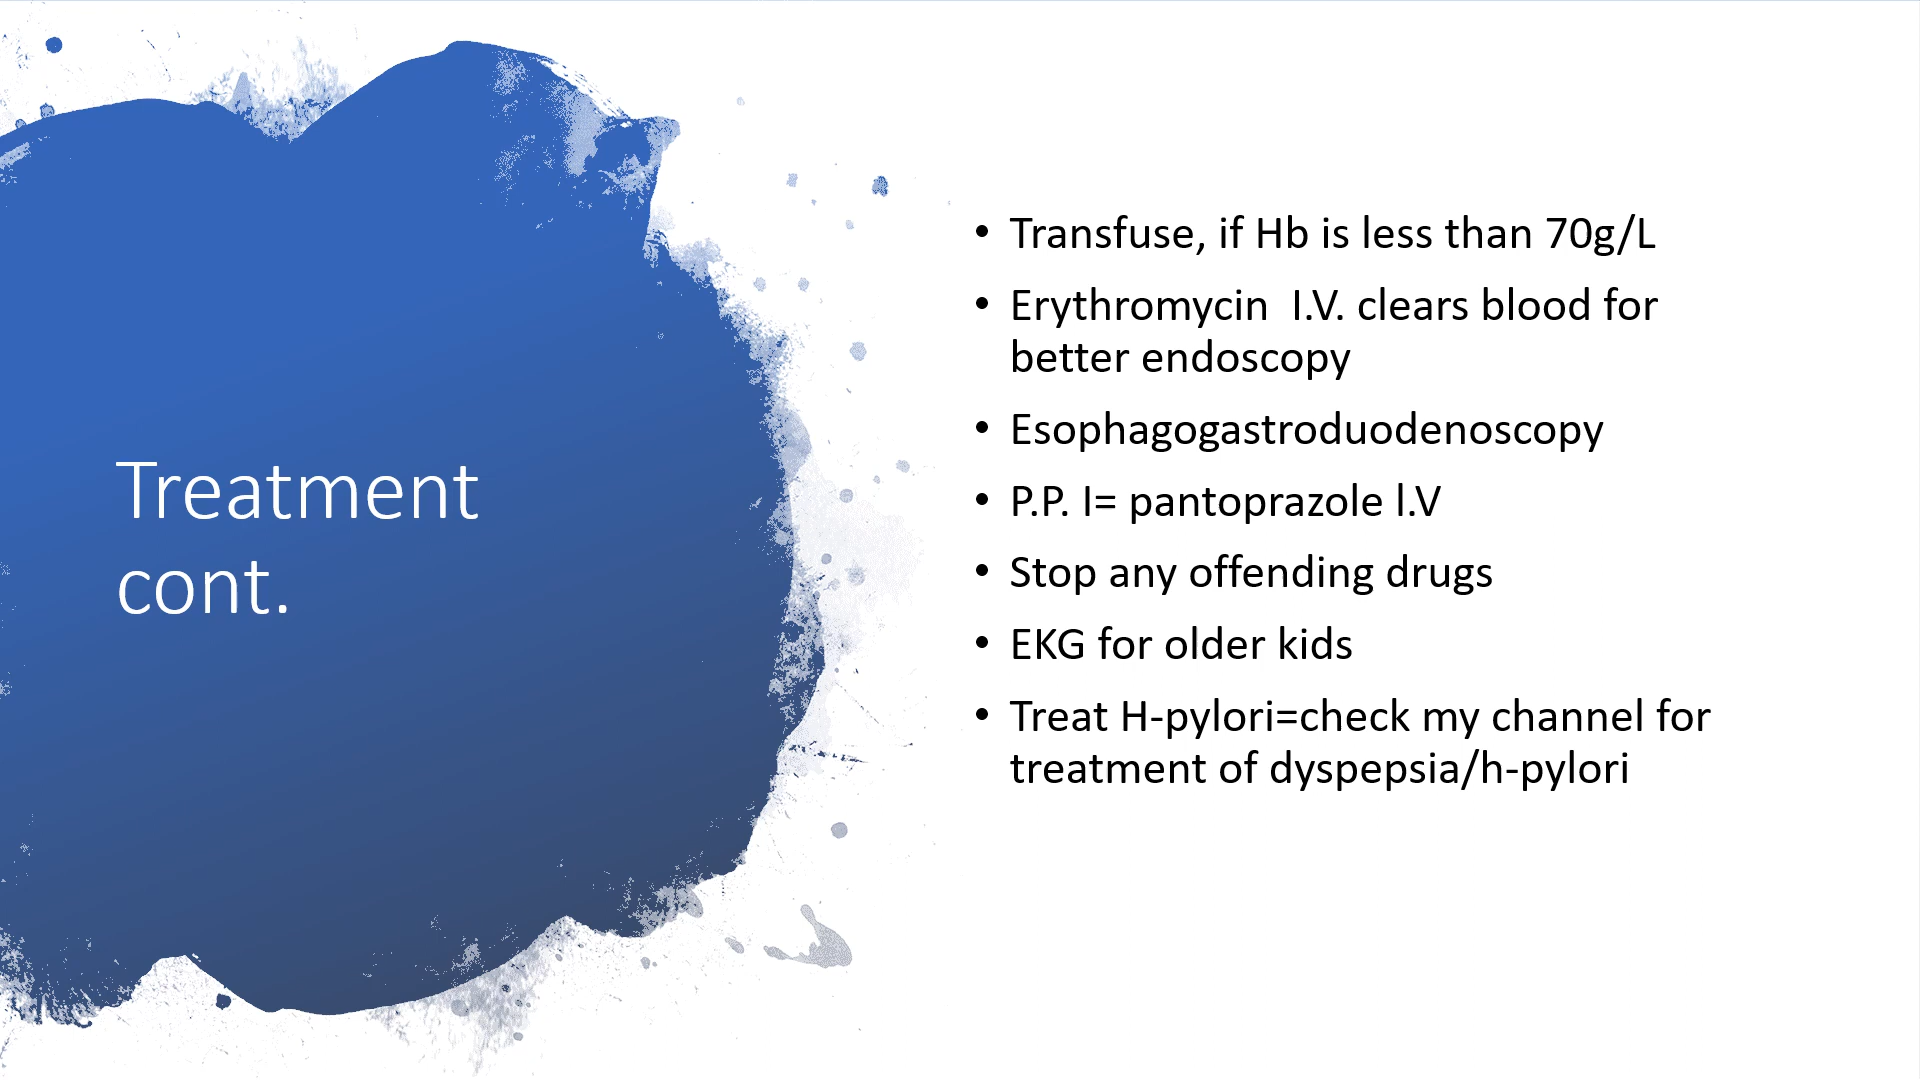 Treatment
cont.
• Transfuse, if Hb is less than 70g/L
• Erythromycin  I.V. clears blood for
better endoscopy
• Esophagogastroduodenoscopy
• P.P. I= pantoprazole l.V
• Stop any offending drugs
• EKG for older kids
• Treat H-pylori=check my channel for
treatment of dyspepsia/h-pylori